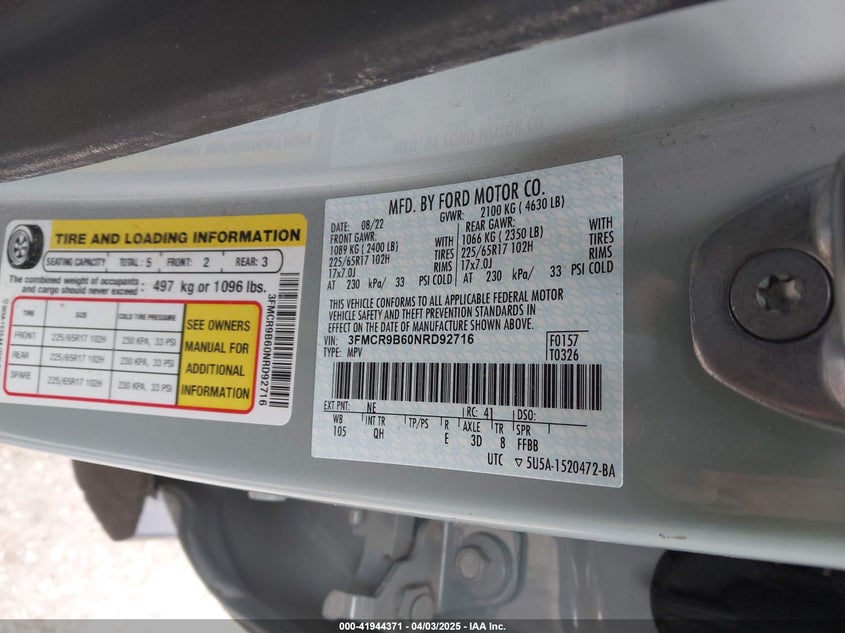 TIRE AND LOADING INFORMATION
SEATING CAPACITY TOTAL: 5 FRONT: 2 REAR: 3
The combined weight of occupants and cargo should never exceed: 497 kg or 1096 lbs.
TIRE SIZE COLD TIRE PRESSURE
FRONT 225/65R17 102H 230 KPA, 33 PSI
REAR 225/65R17 102H 230 KPA, 33 PSI
SPARE 225/65R17 102H 230 KPA, 33 PSI
SEE OWNERS
MANUAL FOR
ADDITIONAL
INFORMATION
3FMCR9B60NRD92716
MFD. BY FORD MOTOR CO.
DATE: 08/22 GVWR: 2100 KG ( 4630 LB)
FRONT GAWR: REAR GAWR:
1089 KG ( 2400 LB) WITH 1066 KG ( 2350 LB) WITH
225/65R17 102H TIRES 225/65R17 102H TIRES
17x7.0J RIMS 17x7.0J RIMS
AT 230 kPa/ 33 PSI COLD AT 230 kPa/ 33 PSI COLD
THIS VEHICLE CONFORMS TO ALL APPLICABLE FEDERAL MOTOR
VEHICLE SAFETY AND BUMPER AND THEFT PREVENTION STANDARDS IN
EFFECT ON THE DATE OF MANUFACTURE SHOWN ABOVE.
VIN: 3FMCR9B60NRD92716 F0157
TYPE: MPV T0326
EXT PNT: NE RC: 41 DSO:
WB INT TR TP/PS R AXLE TR SPR
105 QH E 3D 8 FFBB
UTC ▽ 5U5A-1520472-BA
000-41944371 - 04/03/2025 - IAA Inc.